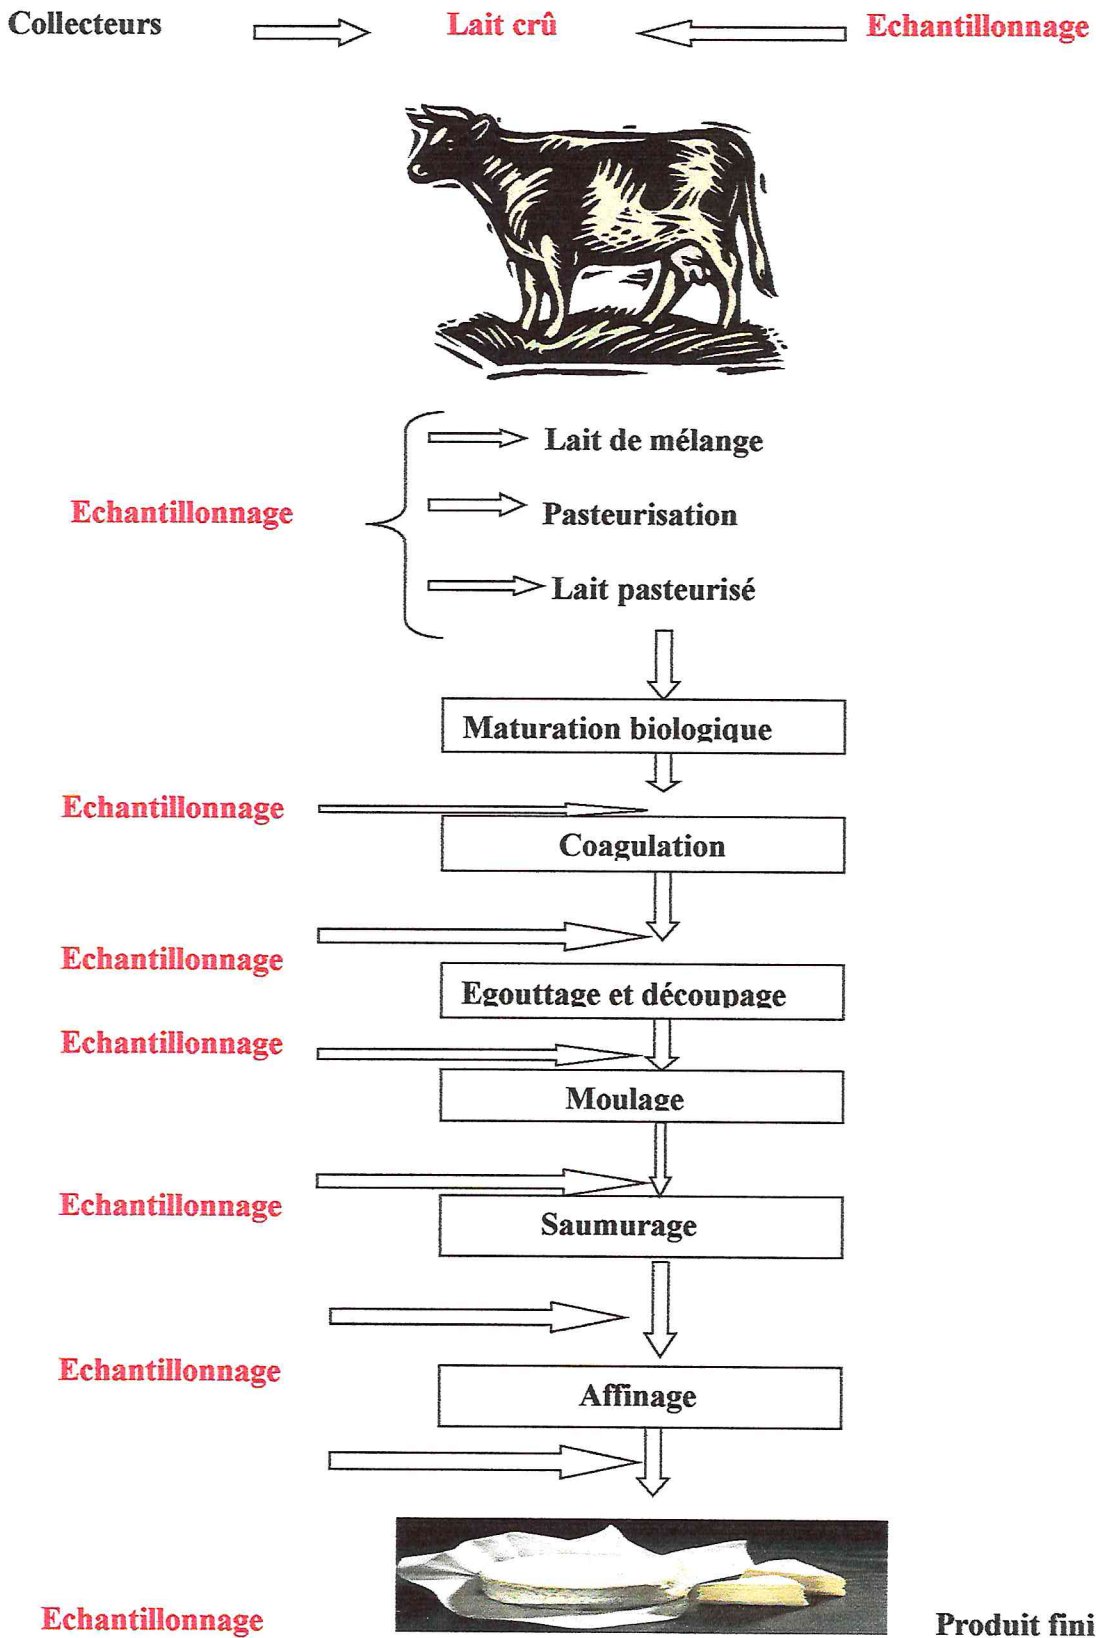 Collecteurs Lait crû Echantillonnage
Lait de mélange
Echantillonnage Pasteurisation
Lait pasteurisé
Maturation biologique
Echantillonnage
Coagulation
Echantillonnage
Egouttage et découpage
Echantillonnage
Moulage
Echantillonnage
Saumurage
Echantillonnage
Affinage
Echantillonnage Produit fini